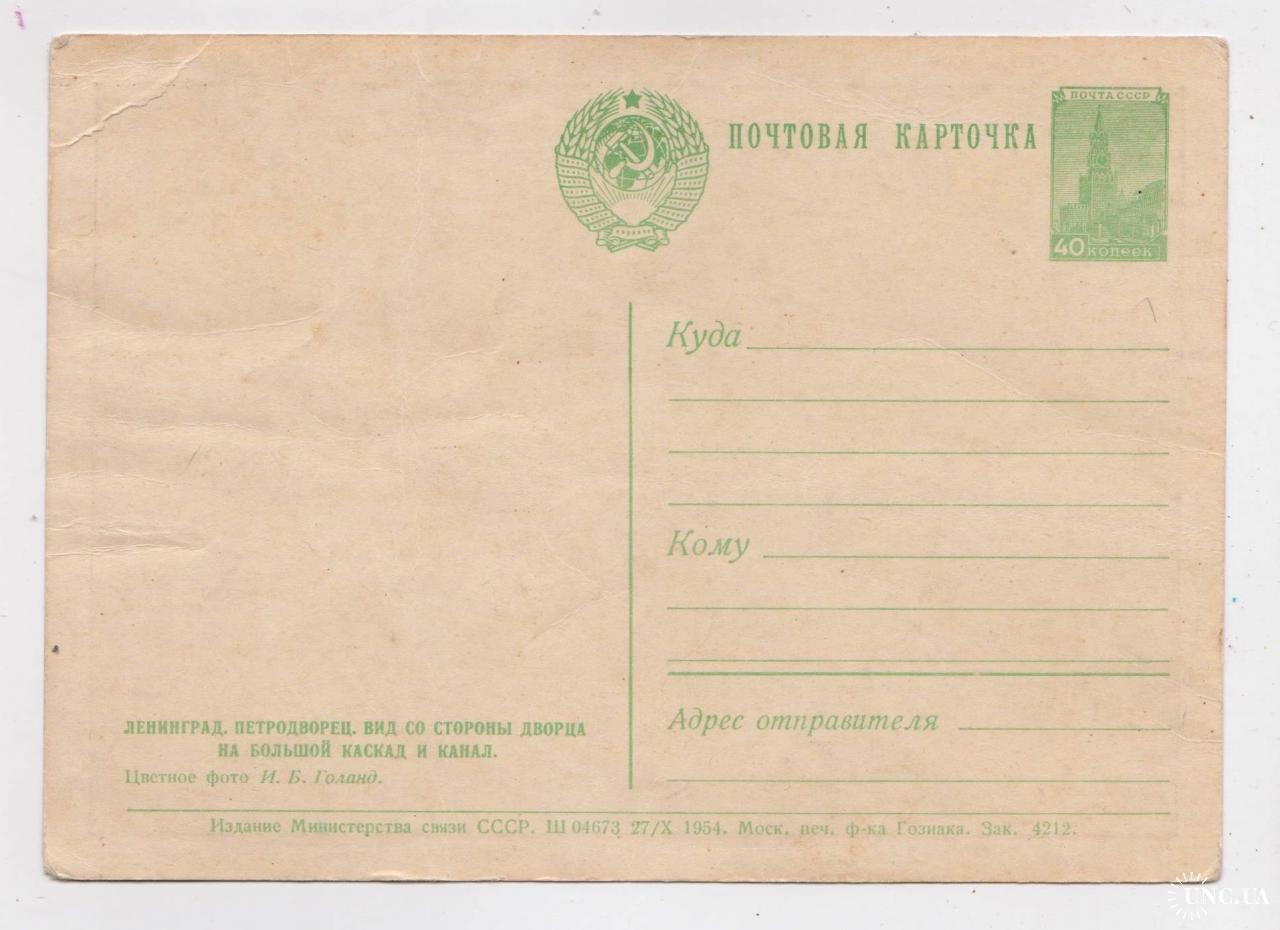 ПОЧТА СССР
ПОЧТОВАЯ КАРТОЧКА
40 копеек
Куда
Кому
Адрес отправителя
ЛЕНИНГРАД. ПЕТРОДВОРЕЦ. ВИД СО СТОРОНЫ ДВОРЦА
НА БОЛЬШОЙ КАСКАД И КАНАЛ.
Цветное фото И. Б. Голанд.
Издание Министерства связи СССР. Ш 04673 27/X 1954. Моск. печ. ф-ка Гознака. Зак. 4212.
UNC.UA